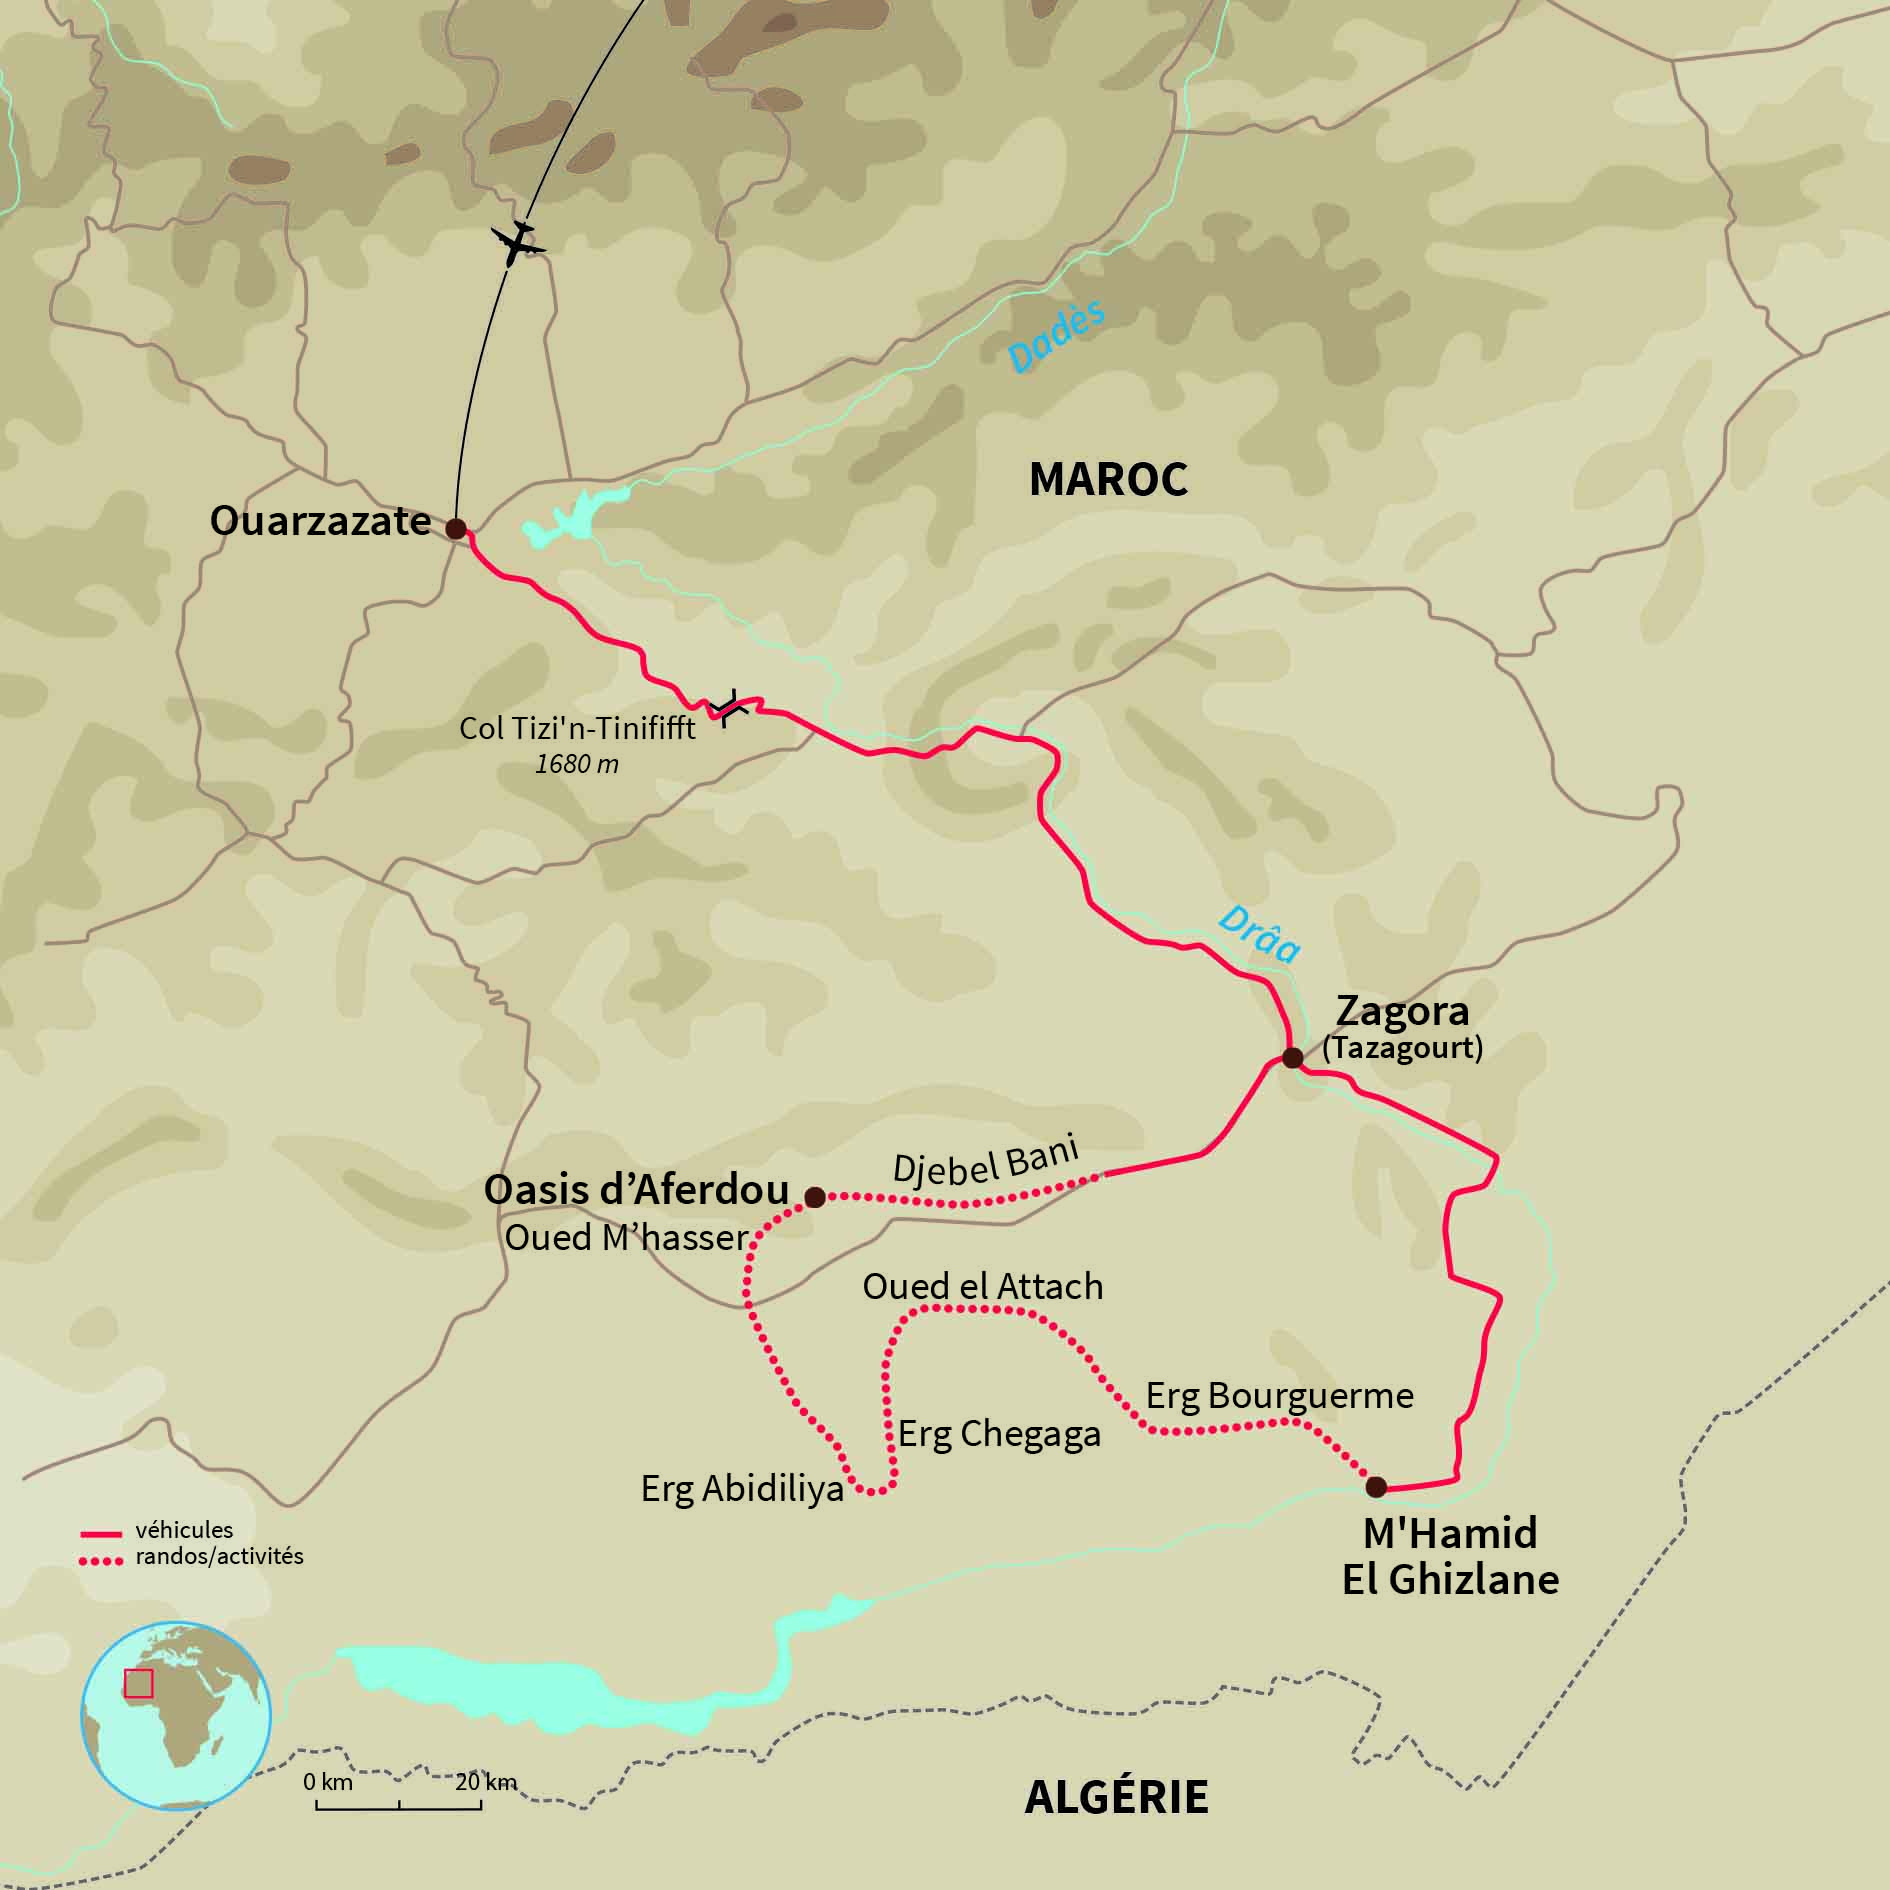 Dadès
MAROC
Ouarzazate
Col Tizi'n-Tinififft
1680 m
Drâa
Zagora
(Tazagourt)
Djebel Bani
Oasis d’Aferdou
Oued M’hasser
Oued el Attach
Erg Bourguerme
Erg Chegaga
Erg Abidiliya
M'Hamid
El Ghizlane
véhicules
randos/activités
0 km 20 km
ALGÉRIE